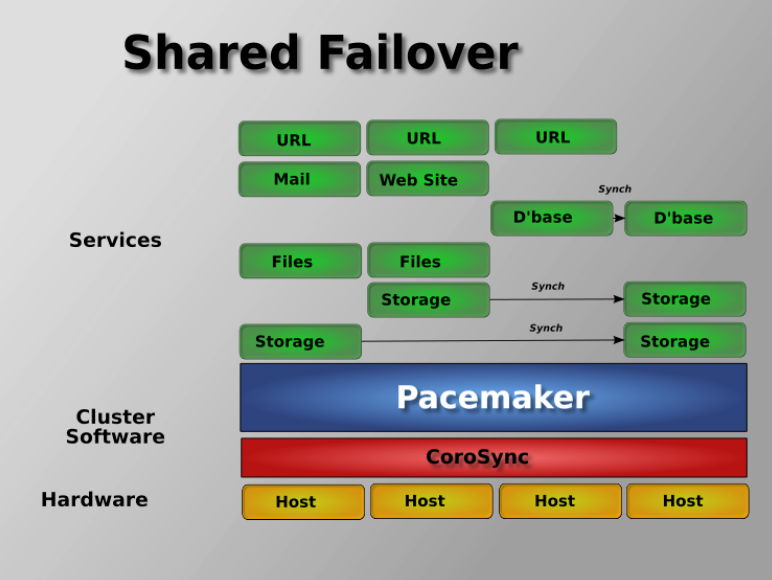 Shared Failover
URL URL URL
Mail Web Site
Synch
Services
D'base D'base
Files Files
Synch
Storage Storage
Synch
Storage Storage
Pacemaker
Cluster
Software
CoroSync
Hardware
Host Host Host Host